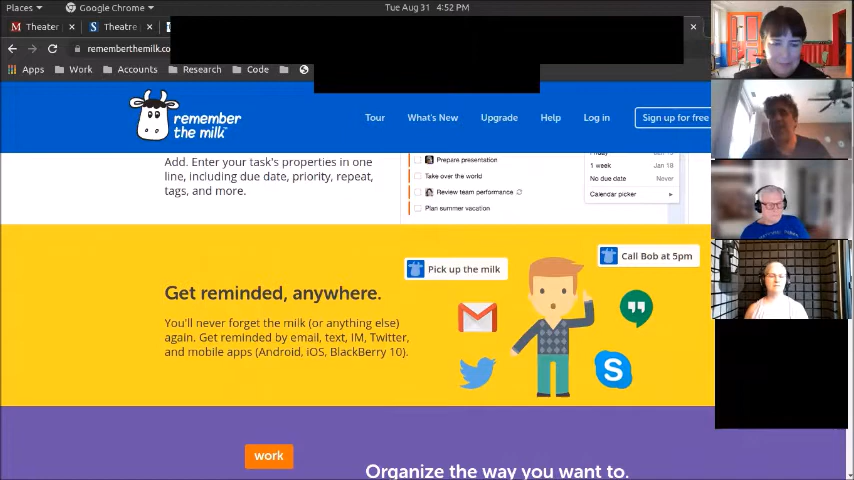 Places
Google Chrome
Tue Aug 31 4:52 PM
Theater
Theatre
rememberthemilk.co
Apps
Work
Accounts
Research
Code
remember
the milk
Tour
What's New
Upgrade
Help
Log in
Sign up for free
Add. Enter your task's properties in one
line, including due date, priority, repeat,
tags, and more.
Prepare presentation
Take over the world
Review team performance
Plan summer vacation
1 week
Jan 18
No due date
Never
Calendar picker
Get reminded, anywhere.
You'll never forget the milk (or anything else)
again. Get reminded by email, text, IM, Twitter,
and mobile apps (Android, iOS, BlackBerry 10).
Pick up the milk
Call Bob at 5pm
work
Organize the way you want to.